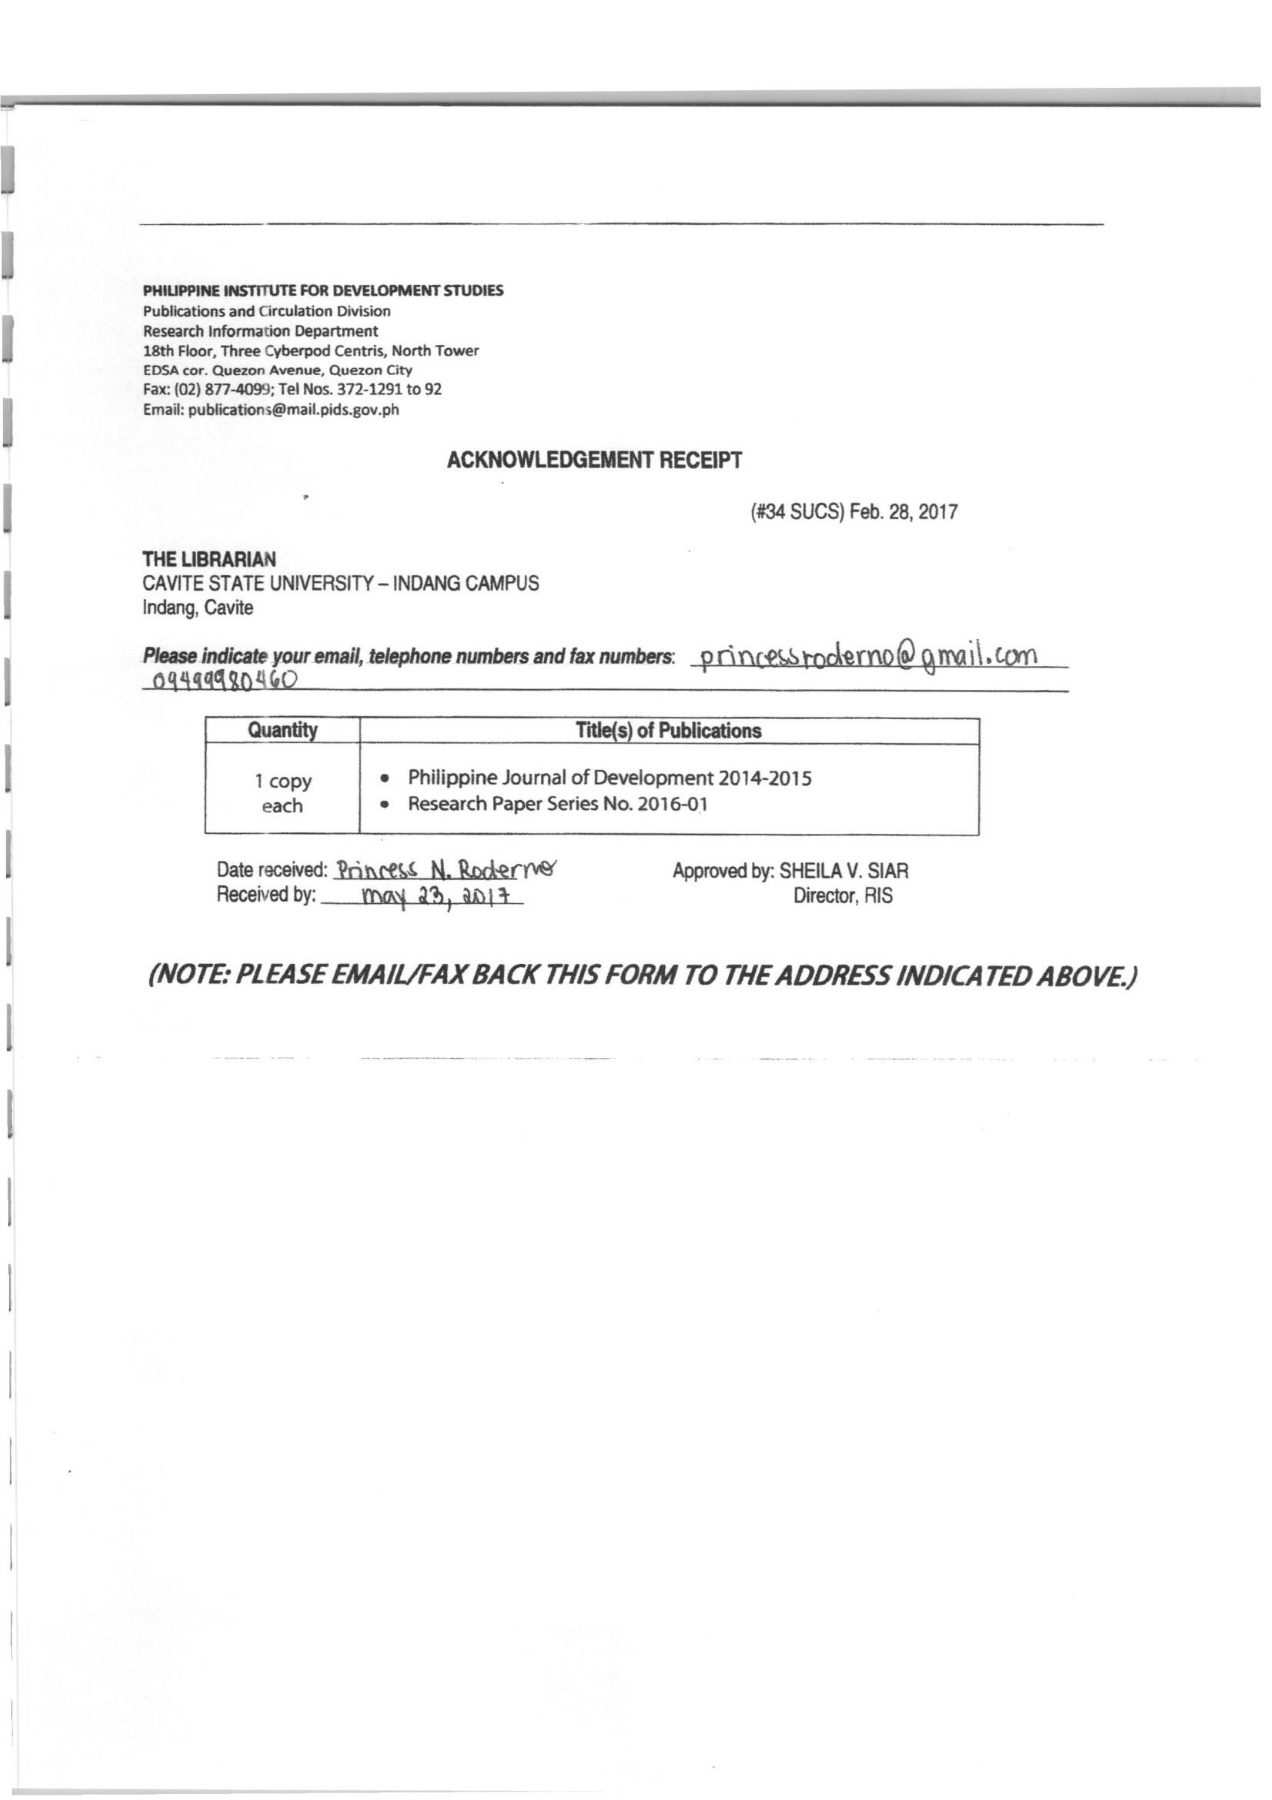 PHILIPPINE INSTITUTE FOR DEVELOPMENT STUDIES
Publications and Circulation Division
Research Information Department
18th Floor, Three Cyberpod Centris, North Tower
EDSA cor. Quezon Avenue, Quezon City
Fax: (02) 877-4099; Tel Nos. 372-1291 to 92
Email: publications@mail.pids.gov.ph
ACKNOWLEDGEMENT RECEIPT
(#34 SUCS) Feb. 28, 2017
THE LIBRARIAN
CAVITE STATE UNIVERSITY – INDANG CAMPUS
Indang, Cavite
Please indicate your email, telephone numbers and fax numbers: princessroderno@gmail.com
09499980460
Quantity Title(s) of Publications
1 copy • Philippine Journal of Development 2014-2015
each • Research Paper Series No. 2016-01
Date received: Princess N. Roderno Approved by: SHEILA V. SIAR
Received by: may 23, 2017 Director, RIS
(NOTE: PLEASE EMAIL/FAX BACK THIS FORM TO THE ADDRESS INDICATED ABOVE.)